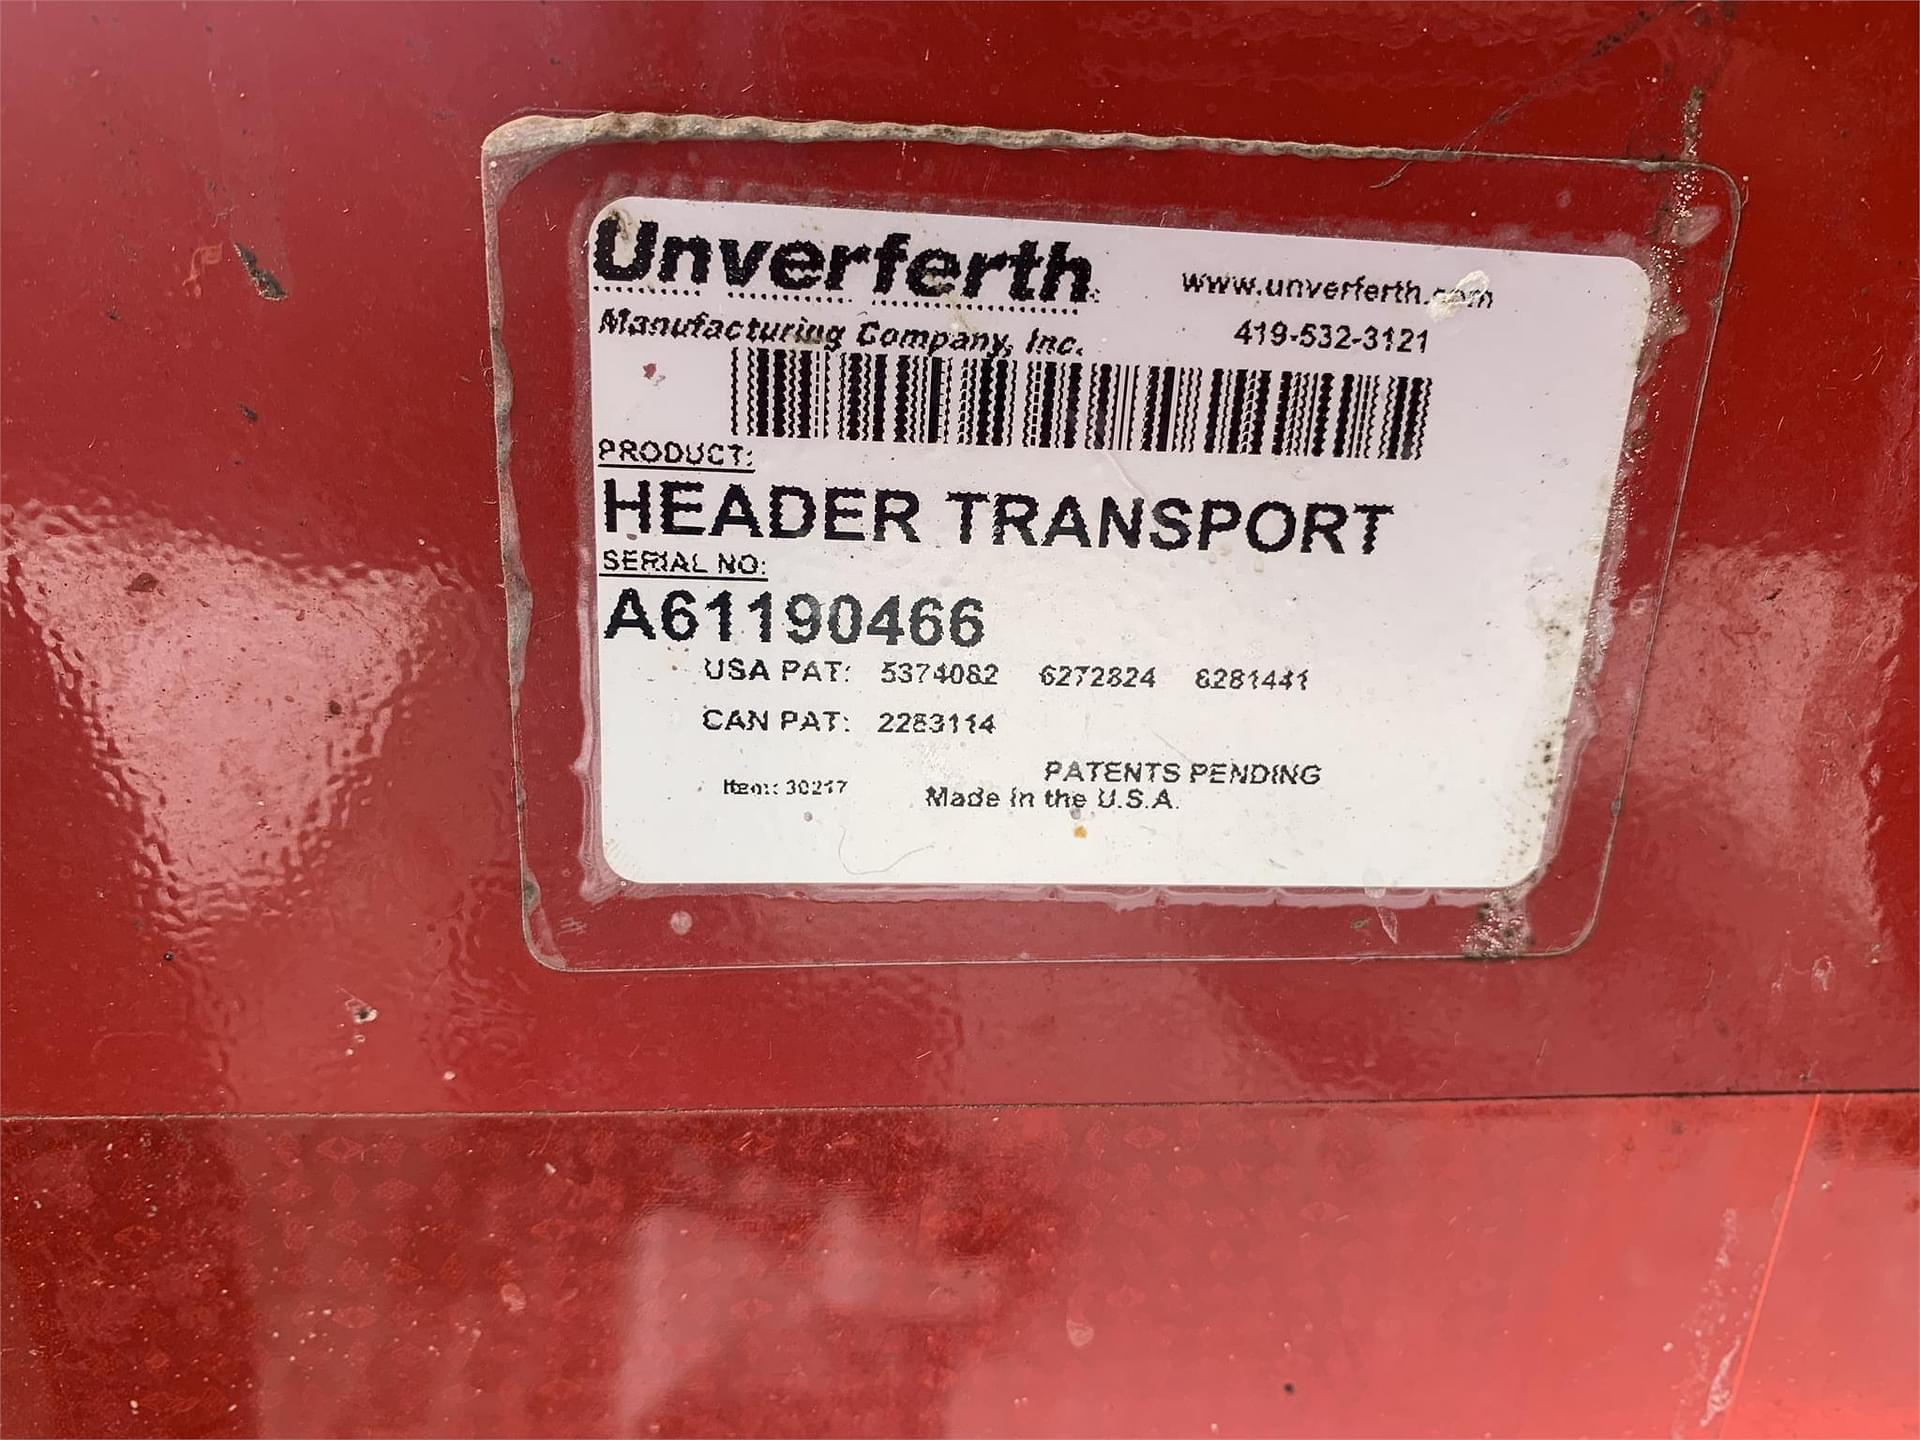 Unverferth
www.unverferth.com
Manufacturing Company, Inc.
419-532-3121
PRODUCT:
HEADER TRANSPORT
SERIAL NO:
A61190466
USA PAT: 5374082 6272824 6281441
CAN PAT: 2283114
PATENTS PENDING
Item: 30217
Made in the U.S.A.